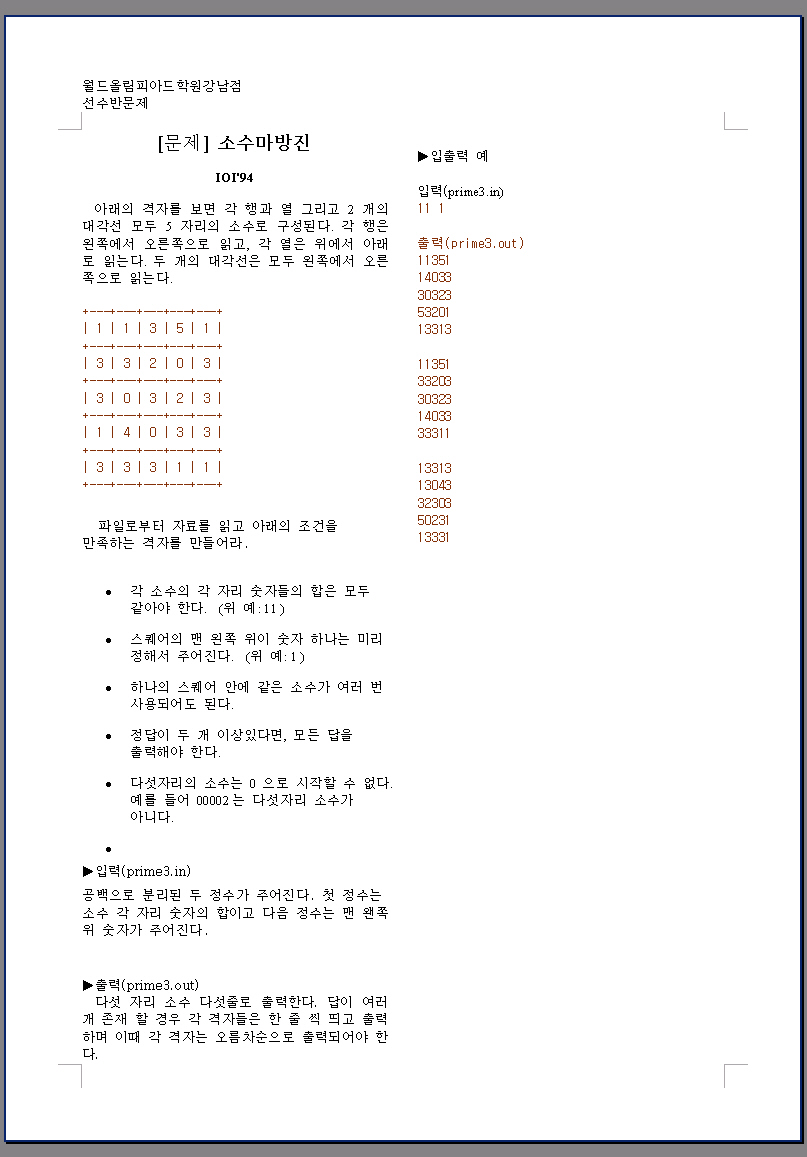 월드올림피아드학원강남점
선수반문제
[문제] 소수마방진
IOI'94
아래의 격자를 보면 각 행과 열 그리고 2 개의
대각선 모두 5 자리의 소수로 구성된다. 각 행은
왼쪽에서 오른쪽으로 읽고, 각 열은 위에서 아래
로 읽는다. 두 개의 대각선은 모두 왼쪽에서 오른
쪽으로 읽는다.
+---+---+---+---+---+
| 1 | 1 | 3 | 5 | 1 |
+---+---+---+---+---+
| 3 | 3 | 2 | 0 | 3 |
+---+---+---+---+---+
| 3 | 0 | 3 | 2 | 3 |
+---+---+---+---+---+
| 1 | 4 | 0 | 3 | 3 |
+---+---+---+---+---+
| 3 | 3 | 3 | 1 | 1 |
+---+---+---+---+---+
파일로부터 자료를 읽고 아래의 조건을
만족하는 격자를 만들어라.
● 각 소수의 각 자리 숫자들의 합은 모두
같아야 한다. (위 예:11)
● 스퀘어의 맨 왼쪽 위이 숫자 하나는 미리
정해서 주어진다. (위 예:1)
● 하나의 스퀘어 안에 같은 소수가 여러 번
사용되어도 된다.
● 정답이 두 개 이상있다면, 모든 답을
출력해야 한다.
● 다섯자리의 소수는 0 으로 시작할 수 없다.
예를 들어 00002는 다섯자리 소수가
아니다.
●
▶입력(prime3.in)
공백으로 분리된 두 정수가 주어진다. 첫 정수는
소수 각 자리 숫자의 합이고 다음 정수는 맨 왠쪽
위 숫자가 주어진다.
▶출력(prime3.out)
다섯 자리 소수 다섯줄로 출력한다. 답이 여러
개 존재 할 경우 각 격자들은 한 줄 씩 띄고 출력
하며 이때 각 격자는 오름차순으로 출력되어야 한
다.
▶입출력 예
입력(prime3.in)
11 1
출력(prime3.out)
11351
14033
30323
53201
13313
11351
33203
30323
14033
33311
13313
13043
32303
50231
13331